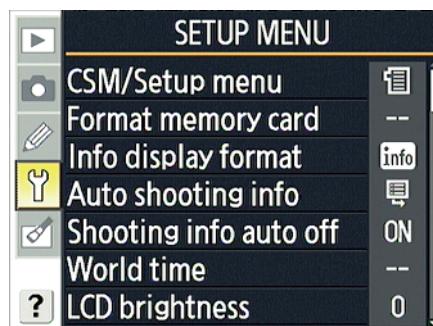 SETUP MENU
CSM/Setup menu
Format memory card --
Info display format info
Auto shooting info
Shooting info auto off ON
World time --
? LCD brightness 0